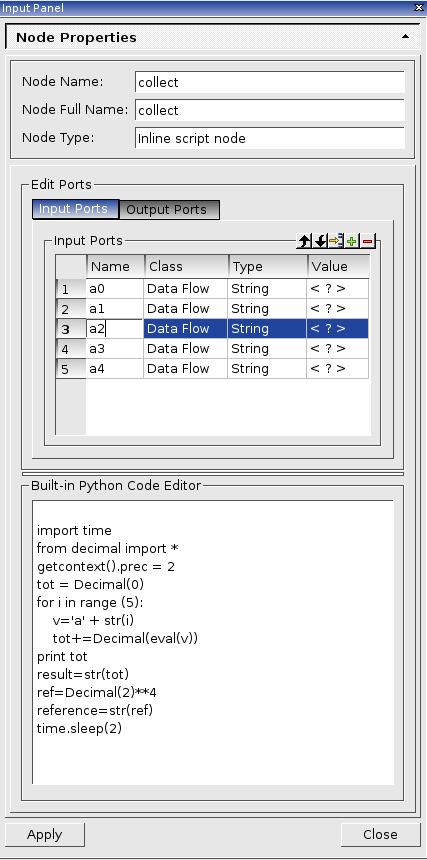 Input Panel
Node Properties
Node Name: collect
Node Full Name: collect
Node Type: Inline script node
Edit Ports
Input Ports Output Ports
Input Ports
Name Class Type Value
1 a0 Data Flow String < ? >
2 a1 Data Flow String < ? >
3 a2 Data Flow String < ? >
4 a3 Data Flow String < ? >
5 a4 Data Flow String < ? >
Built-in Python Code Editor
import time
from decimal import *
getcontext().prec = 2
tot = Decimal(0)
for i in range (5):
    v='a' + str(i)
    tot+=Decimal(eval(v))
print tot
result=str(tot)
ref=Decimal(2)**4
reference=str(ref)
time.sleep(2)
Apply Close